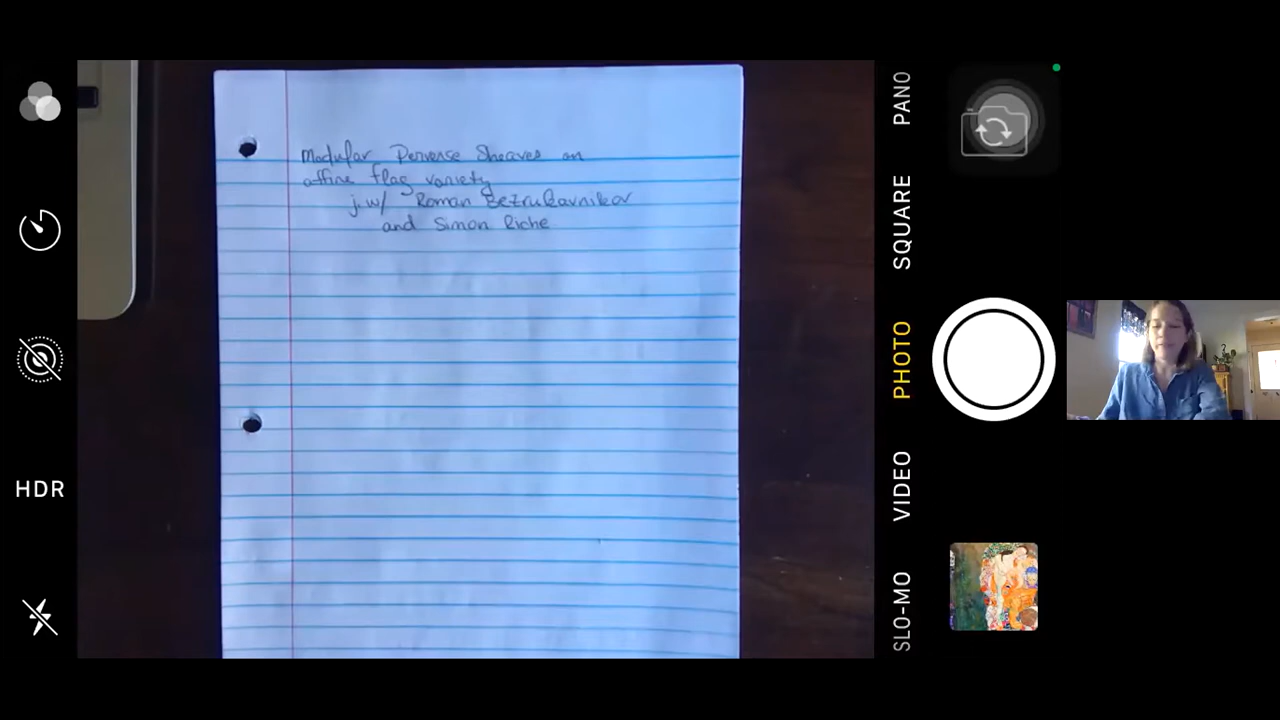 Modular Perverse Sheaves on
affine flag variety
j. w/ Roman Bezrukavnikov
and Simon Riche
HDR
PANO
SQUARE
PHOTO
VIDEO
SLO-MO